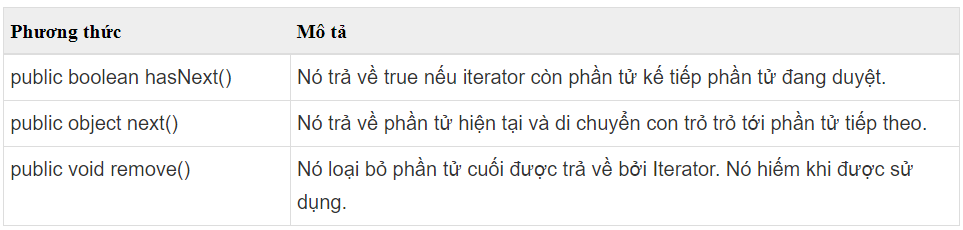 Phương thức Mô tả
public boolean hasNext() Nó trả về true nếu iterator còn phần tử kế tiếp phần tử đang duyệt.
public object next() Nó trả về phần tử hiện tại và di chuyển con trỏ trỏ tới phần tử tiếp theo.
public void remove() Nó loại bỏ phần tử cuối được trả về bởi Iterator. Nó hiếm khi được sử
dụng.